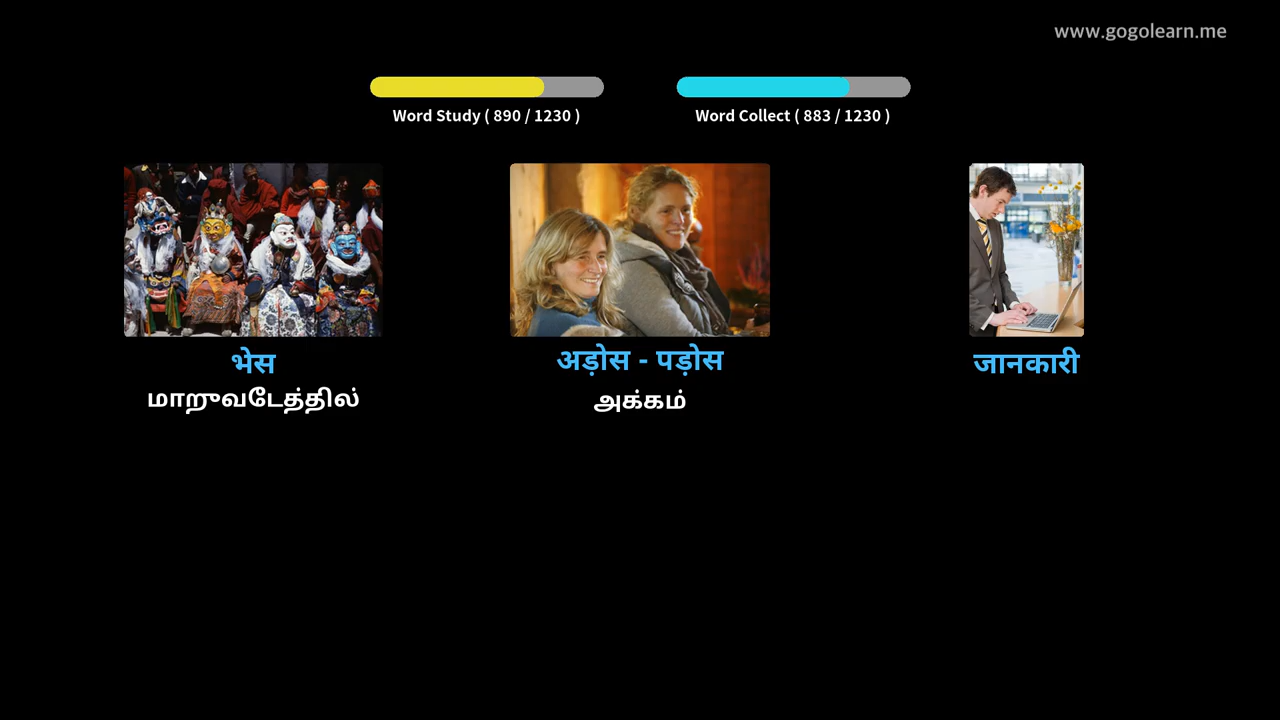 www.gogolearn.me
Word Study ( 890 / 1230 )
Word Collect ( 883 / 1230 )
भेस
மாறுவடேத்தில்
अड़ोस - पड़ोस
அக்கம்
जानकारी